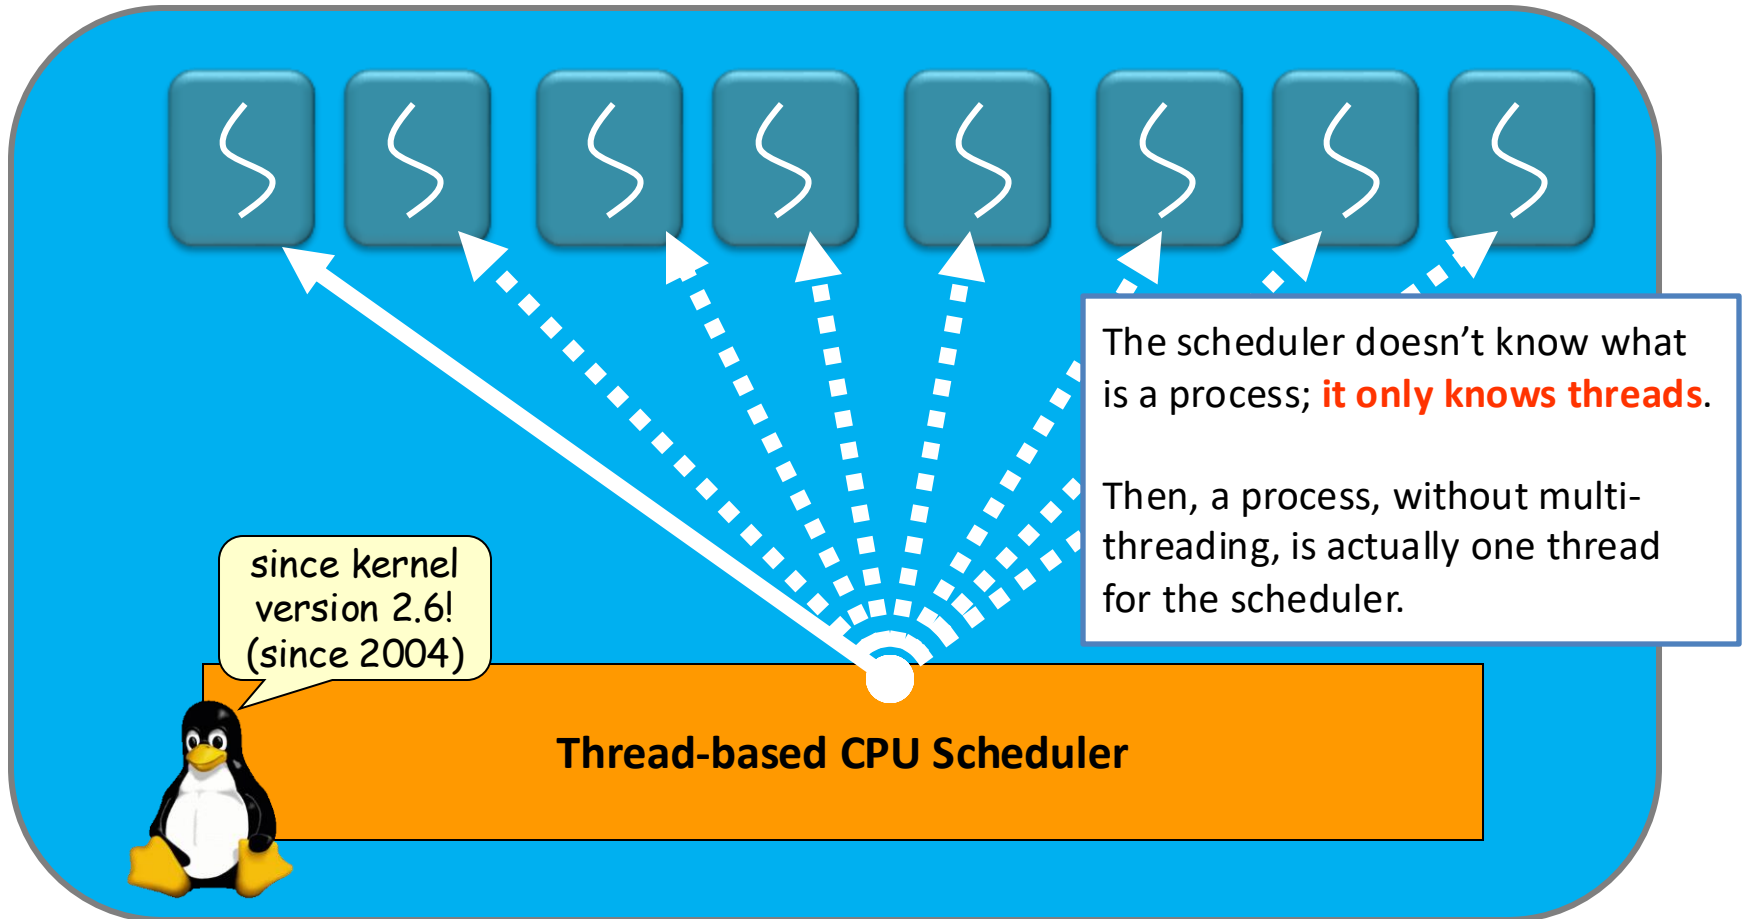 The scheduler doesn’t know what
is a process; it only knows threads.
Then, a process, without multi-
threading, is actually one thread
for the scheduler.
since kernel
version 2.6!
(since 2004)
Thread-based CPU Scheduler